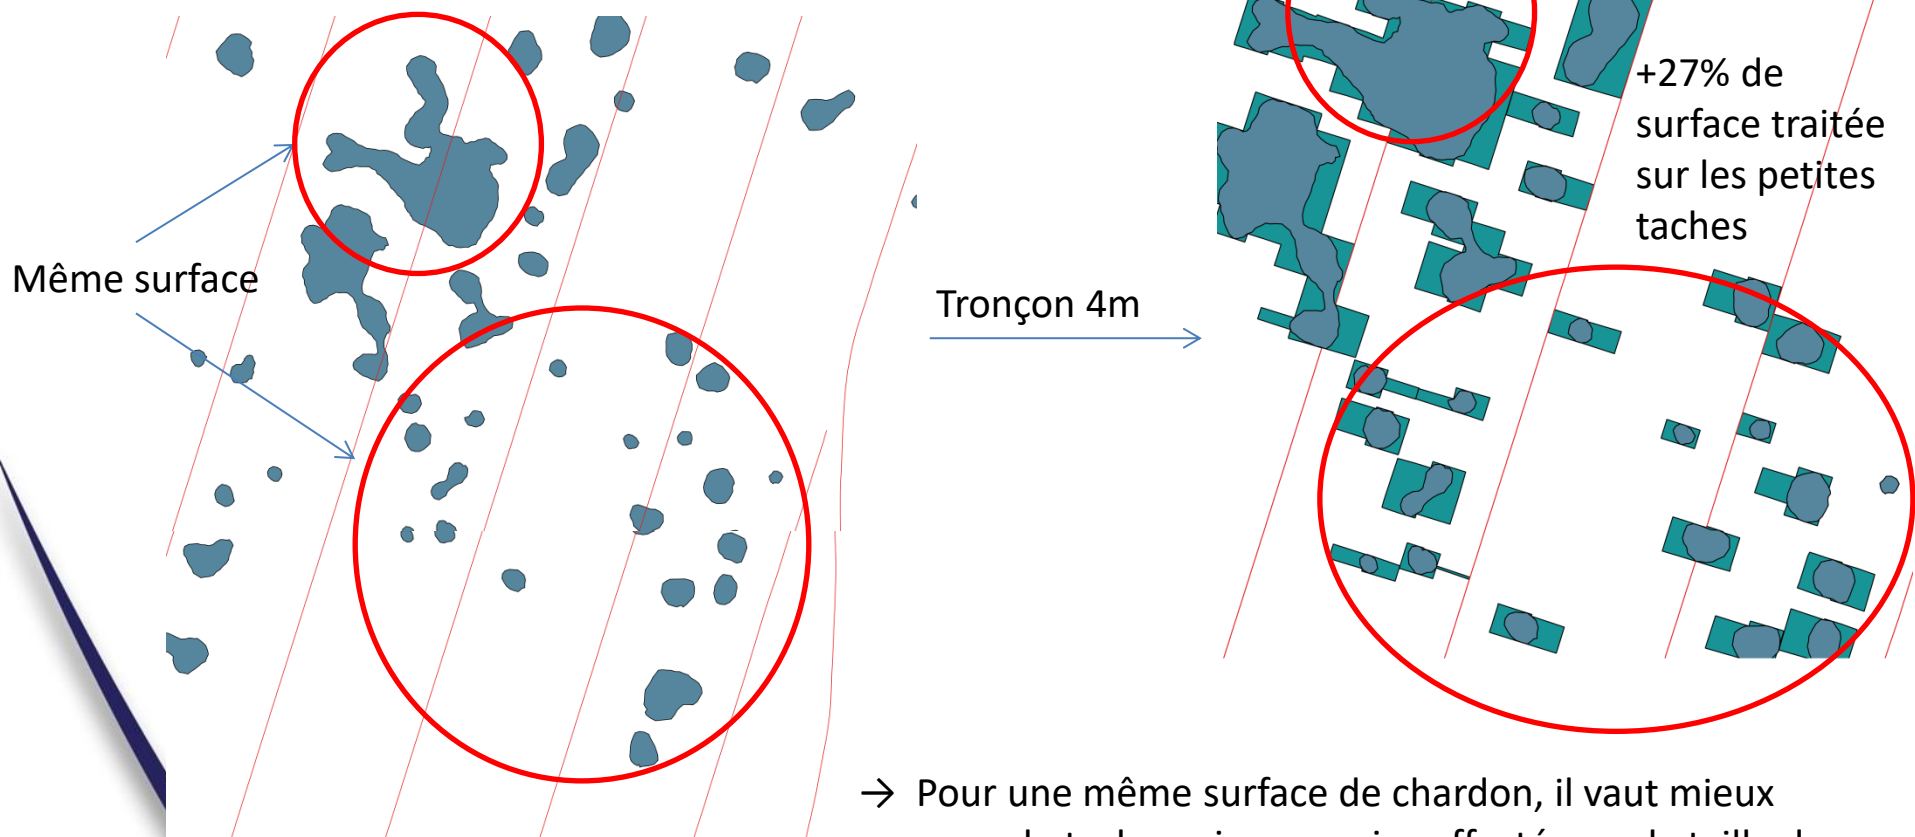 Même surface
Tronçon 4m
+27% de
surface traitée
sur les petites
taches
→ Pour une même surface de chardon, il vaut mieux